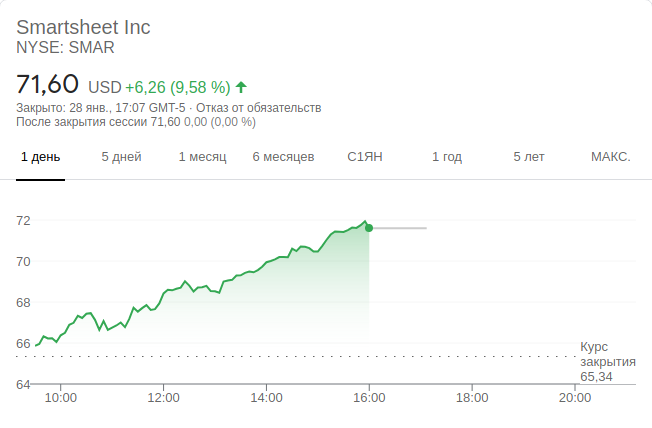 Smartsheet Inc
NYSE: SMAR
71,60 USD +6,26 (9,58 %)
Закрыто: 28 янв., 17:07 GMT-5 · Отказ от обязательств
После закрытия сессии 71,60 0,00 (0,00 %)
1 день 5 дней 1 месяц 6 месяцев С1ЯН 1 год 5 лет МАКС.
72
70
68
66
Курс
закрытия
65,34
64
10:00 12:00 14:00 16:00 18:00 20:00